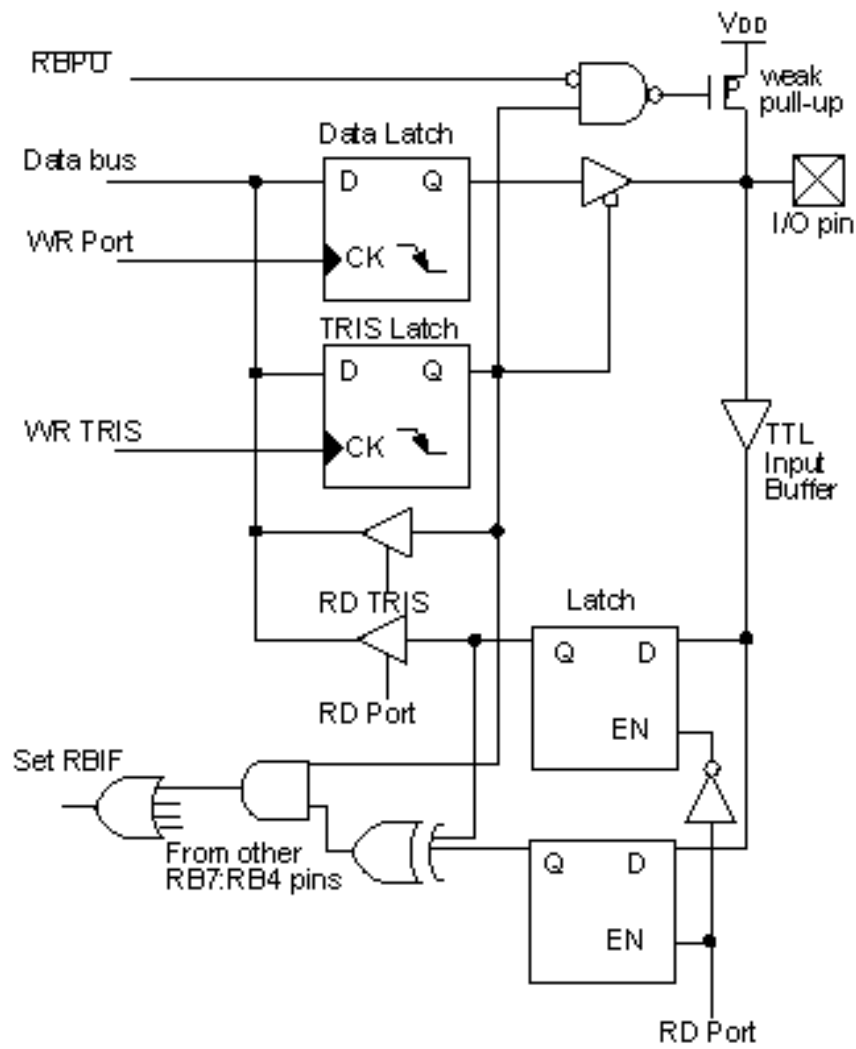 VDD
RBPU
weak
pull-up
P
Data Latch
Data bus
D Q
I/O pin
WR Port
CK
TRIS Latch
D Q
WR TRIS
CK
TTL
Input
Buffer
RD TRIS
Latch
Q D
RD Port
EN
Set RBIF
From other
RB7:RB4 pins
Q D
EN
RD Port